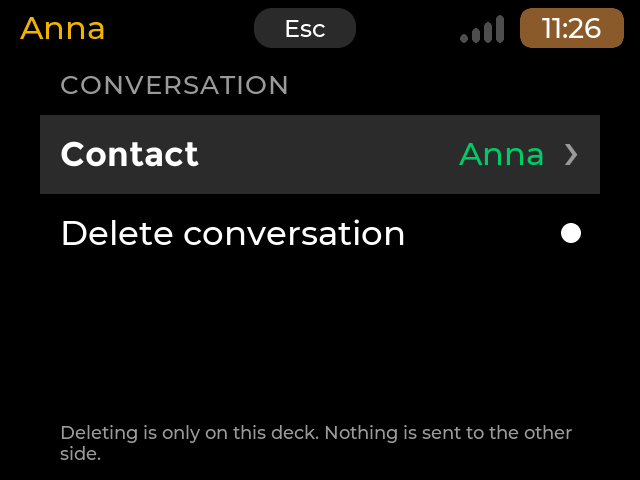 Anna
Esc
11:26
CONVERSATION
Contact
Anna
Delete conversation
Deleting is only on this deck. Nothing is sent to the other
side.